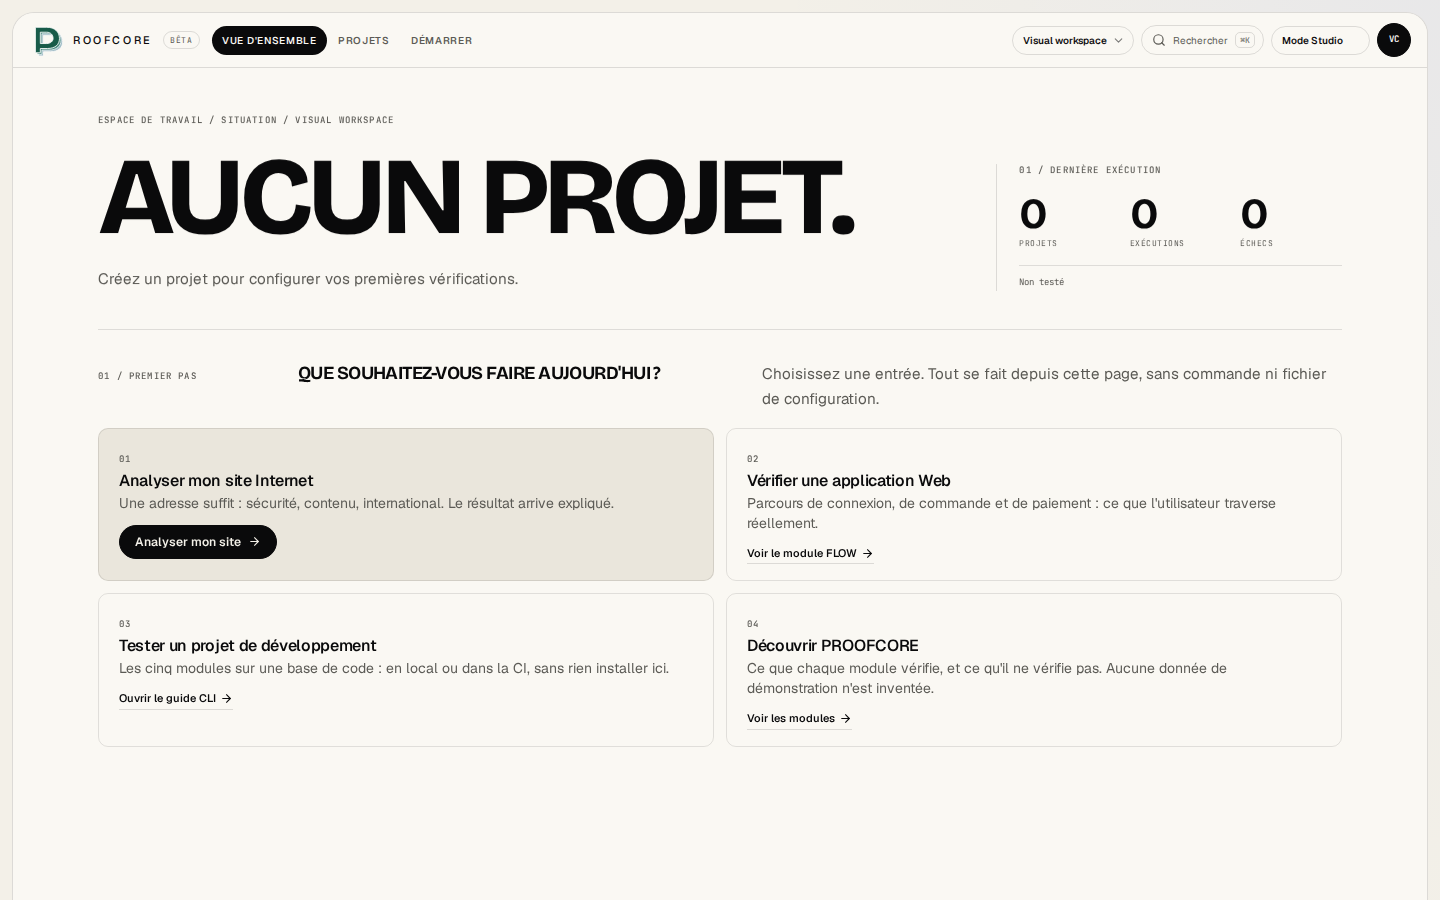 P ROOFCORE BÊTA VUE D'ENSEMBLE PROJETS DÉMARRER Visual workspace Rechercher ⌘K Mode Studio VC
ESPACE DE TRAVAIL / SITUATION / VISUAL WORKSPACE
AUCUN PROJET.
Créez un projet pour configurer vos premières vérifications.
01 / DERNIÈRE EXÉCUTION
0 0 0
PROJETS EXÉCUTIONS ÉCHECS
Non testé
01 / PREMIER PAS
QUE SOUHAITEZ-VOUS FAIRE AUJOURD'HUI ?
Choisissez une entrée. Tout se fait depuis cette page, sans commande ni fichier
de configuration.
01
Analyser mon site Internet
Une adresse suffit : sécurité, contenu, international. Le résultat arrive expliqué.
Analyser mon site →
02
Vérifier une application Web
Parcours de connexion, de commande et de paiement : ce que l'utilisateur traverse
réellement.
Voir le module FLOW →
03
Tester un projet de développement
Les cinq modules sur une base de code : en local ou dans la CI, sans rien installer ici.
Ouvrir le guide CLI →
04
Découvrir PROOFCORE
Ce que chaque module vérifie, et ce qu'il ne vérifie pas. Aucune donnée de
démonstration n'est inventée.
Voir les modules →